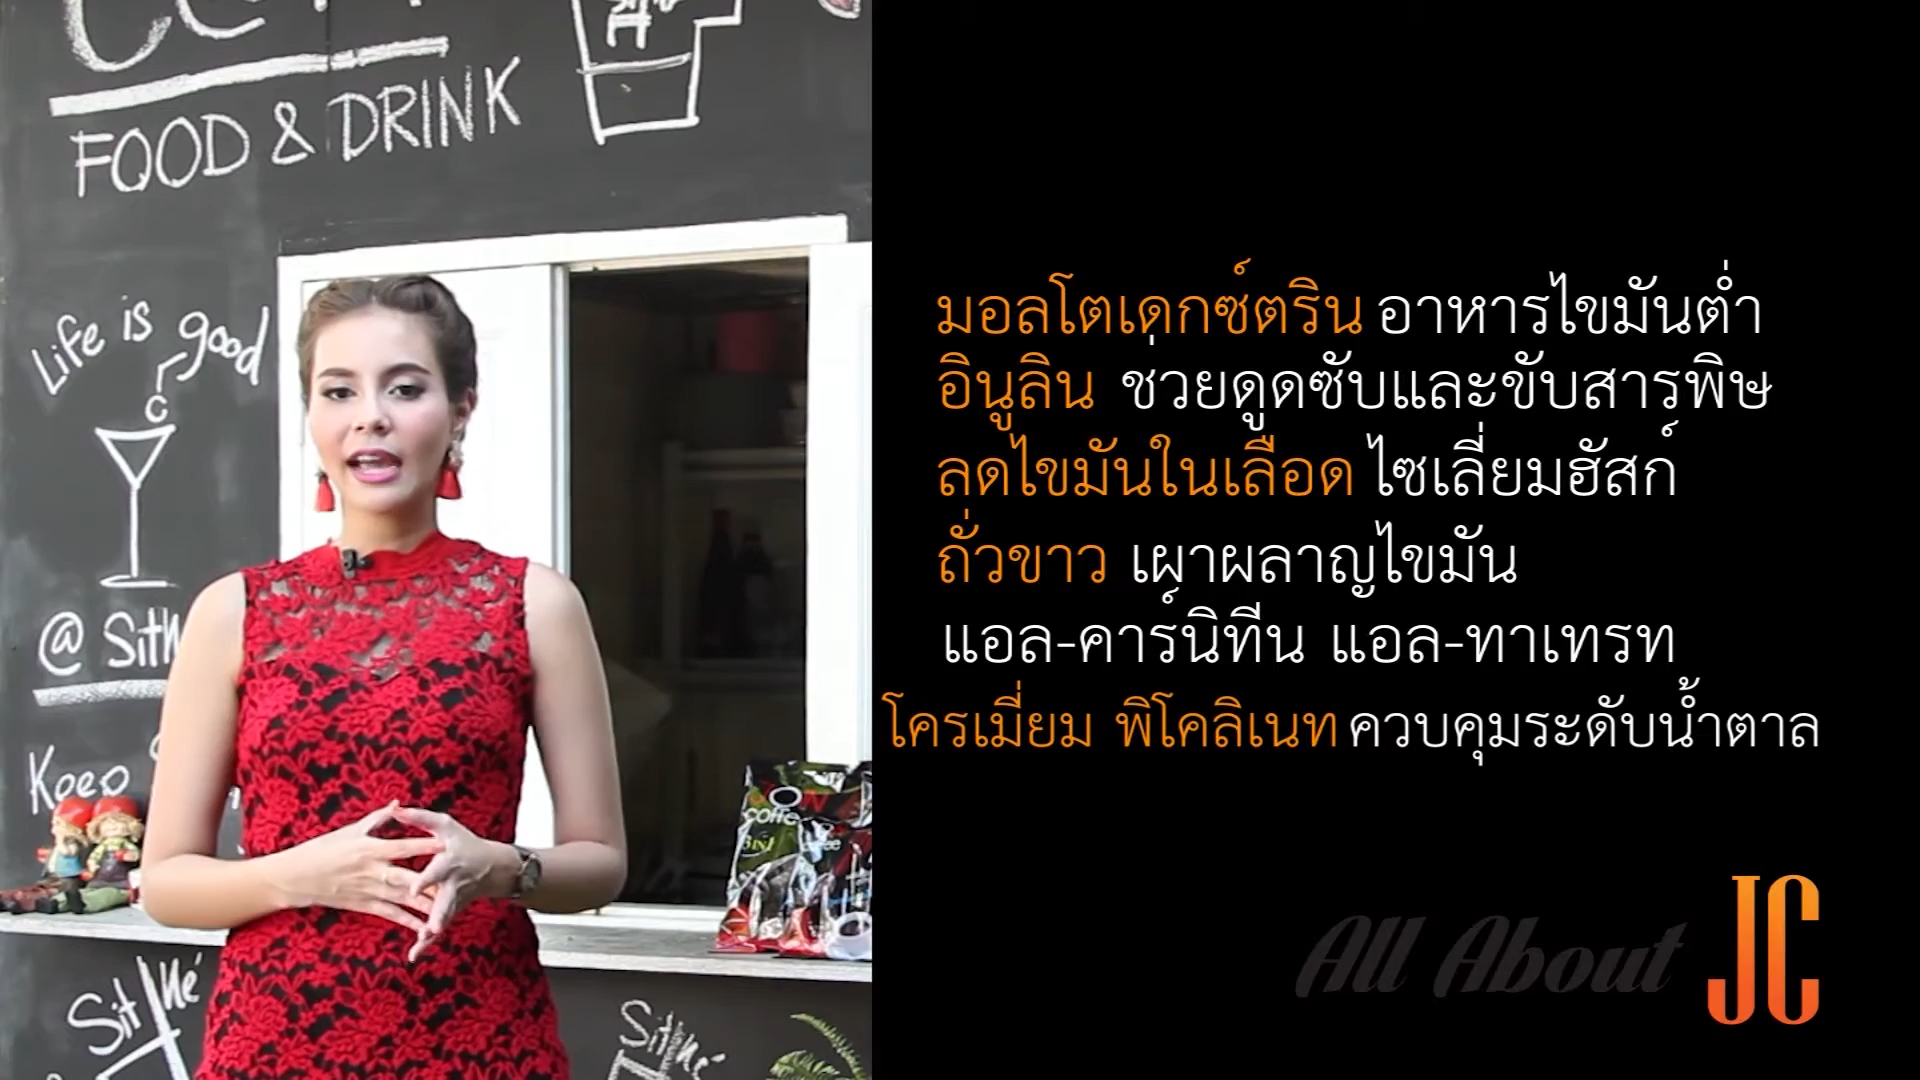 FOOD & DRINK
Life is good
@ Sith
Keep
coffe
3in1
Sithné
Sithné
มอลโตเดกซ์ตริน อาหารไขมันต่ำ
อินูลิน ช่วยดูดซับและขับสารพิษ
ลดไขมันในเลือด ไซเลี่ยมฮัสก์
ถั่วขาว เผาผลาญไขมัน
แอล-คาร์นิทีน แอล-ทาเทรท
โครเมี่ยม พิโคลิเนท ควบคุมระดับน้ำตาล
All About JC